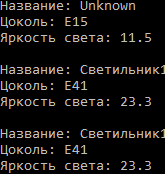 Название: Unknown
Цоколь: E15
Яркость света: 11.5
Название: Светильник1
Цоколь: E41
Яркость света: 23.3
Название: Светильник1
Цоколь: E41
Яркость света: 23.3